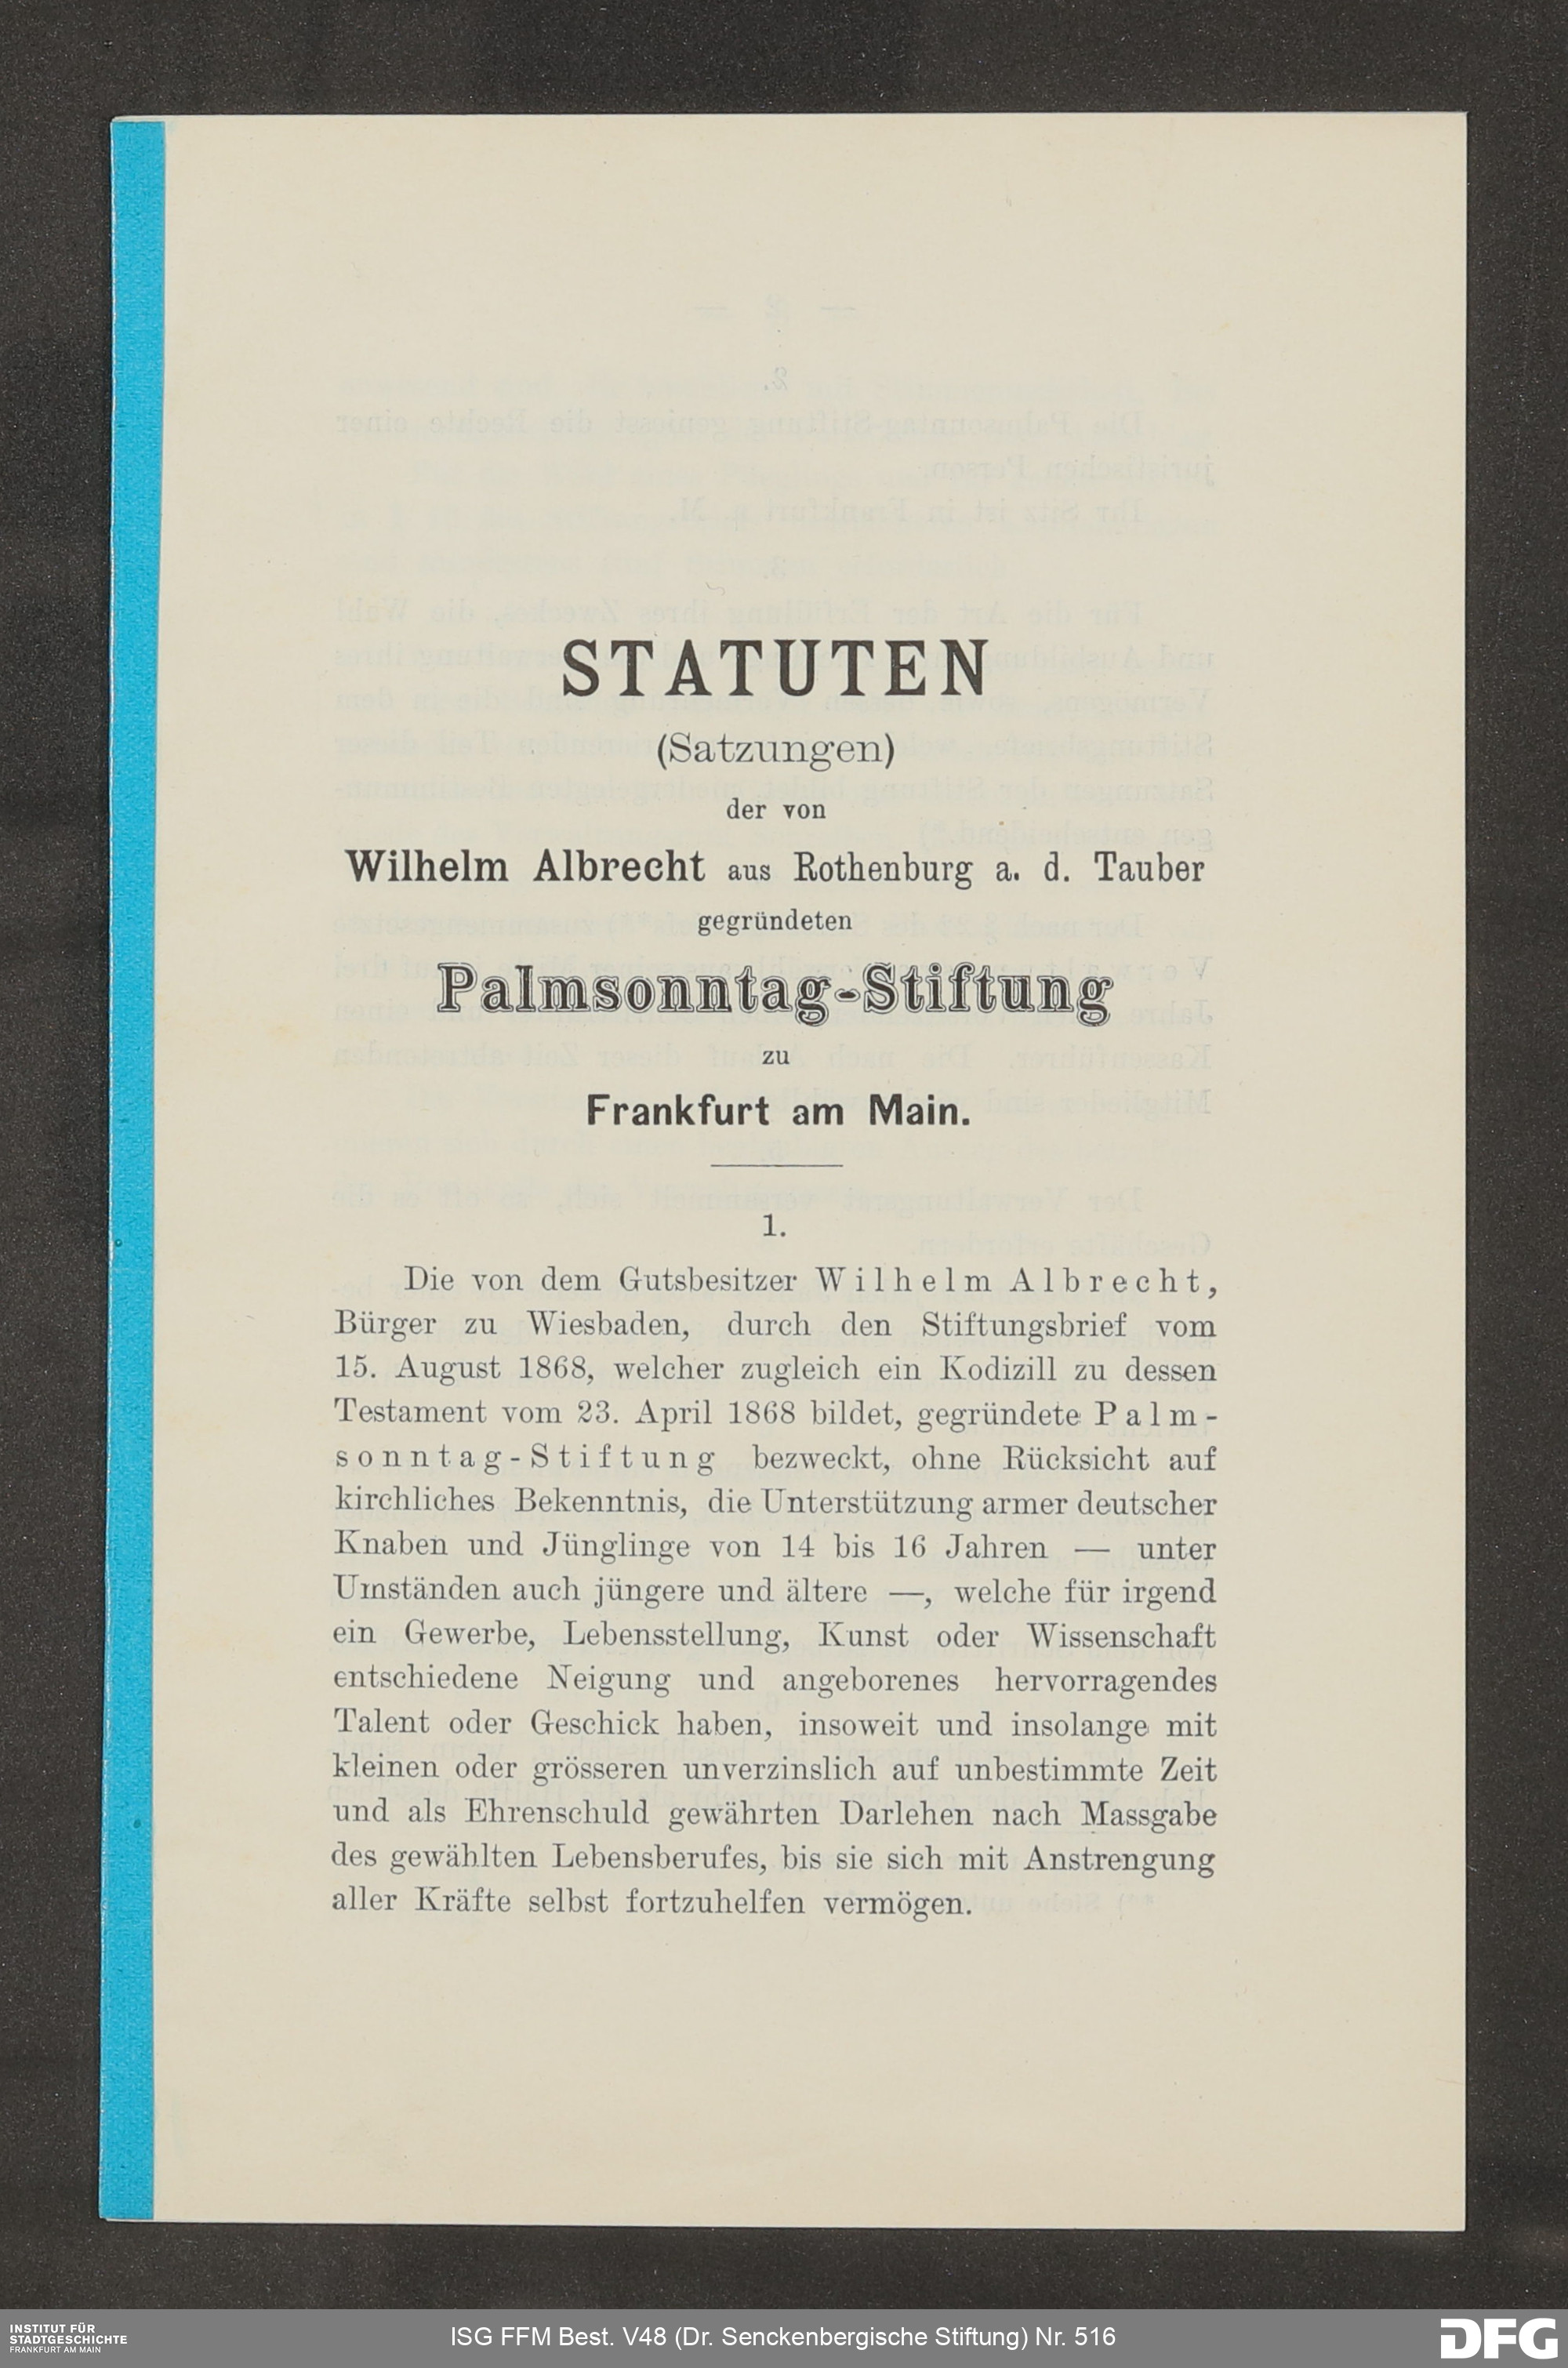 STATUTEN
(Satzungen)
der von
Wilhelm Albrecht aus Rothenburg a. d. Tauber
gegründeten
Palmsonntag-Stiftung
zu
Frankfurt am Main.
1.
Die von dem Gutsbesitzer Wilhelm Albrecht,
Bürger zu Wiesbaden, durch den Stiftungsbrief vom
15. August 1868, welcher zugleich ein Kodizill zu dessen
Testament vom 23. April 1868 bildet, gegründete Palm-
sonntag-Stiftung bezweckt, ohne Rücksicht auf
kirchliches Bekenntnis, die Unterstützung armer deutscher
Knaben und Jünglinge von 14 bis 16 Jahren — unter
Umständen auch jüngere und ältere —, welche für irgend
ein Gewerbe, Lebensstellung, Kunst oder Wissenschaft
entschiedene Neigung und angeborenes hervorragendes
Talent oder Geschick haben, insoweit und insolange mit
kleinen oder grösseren unverzinslich auf unbestimmte Zeit
und als Ehrenschuld gewährten Darlehen nach Massgabe
des gewählten Lebensberufes, bis sie sich mit Anstrengung
aller Kräfte selbst fortzuhelfen vermögen.
INSTITUT FÜR
STADTGESCHICHTE
FRANKFURT AM MAIN
ISG FFM Best. V48 (Dr. Senckenbergische Stiftung) Nr. 516
DFG